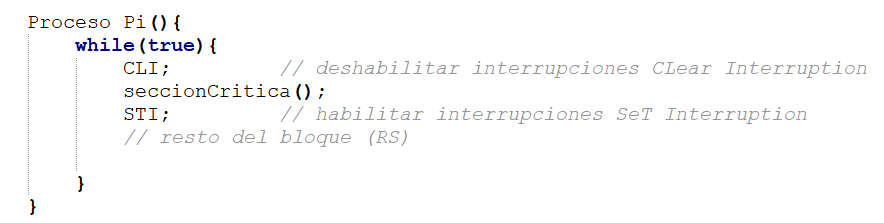 Proceso Pi(){
while(true){
CLI; // deshabilitar interrupciones CLear Interruption
seccionCritica();
STI; // habilitar interrupciones SeT Interruption
// resto del bloque (RS)
}
}